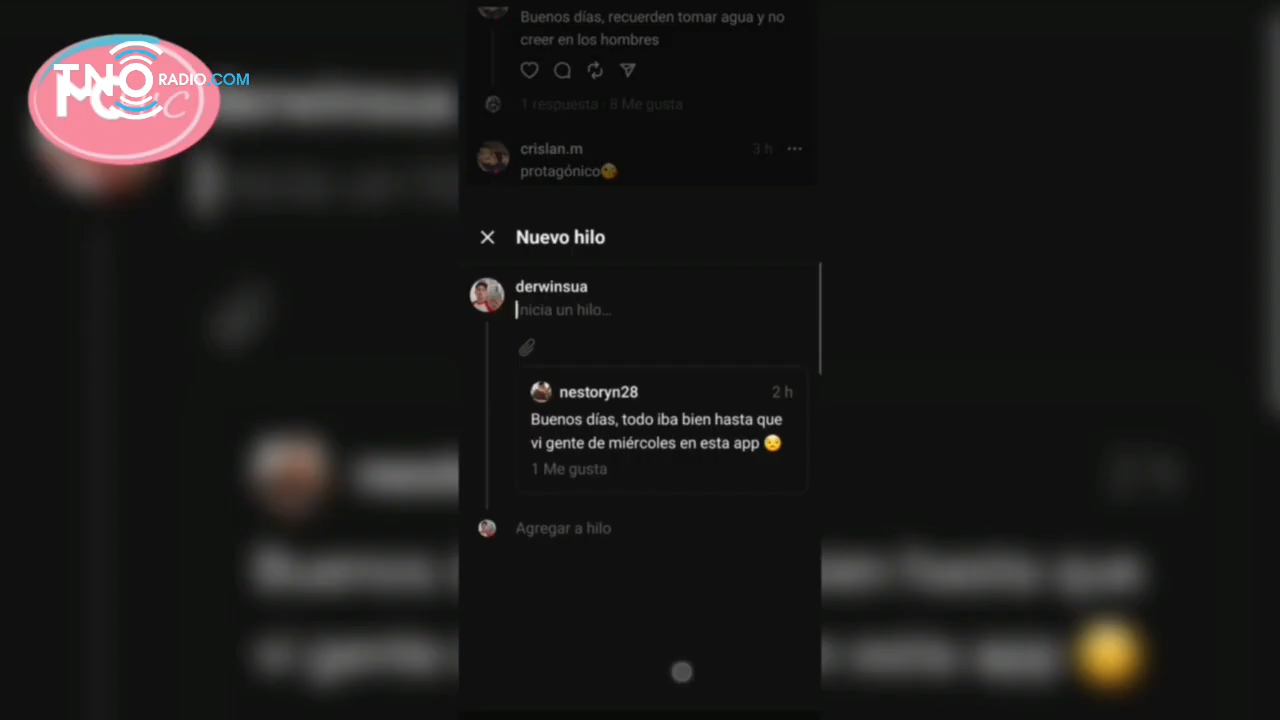 TNO RADIO.COM
Buenos días, recuerden tomar agua y no
creer en los hombres
1 respuesta · 8 Me gusta
crislan.m 3 h
protagónico🧐
Nuevo hilo
derwinsua
Inicia un hilo...
nestoryn28 2 h
Buenos días, todo iba bien hasta que
vi gente de miércoles en esta app 😒
1 Me gusta
Agregar a hilo